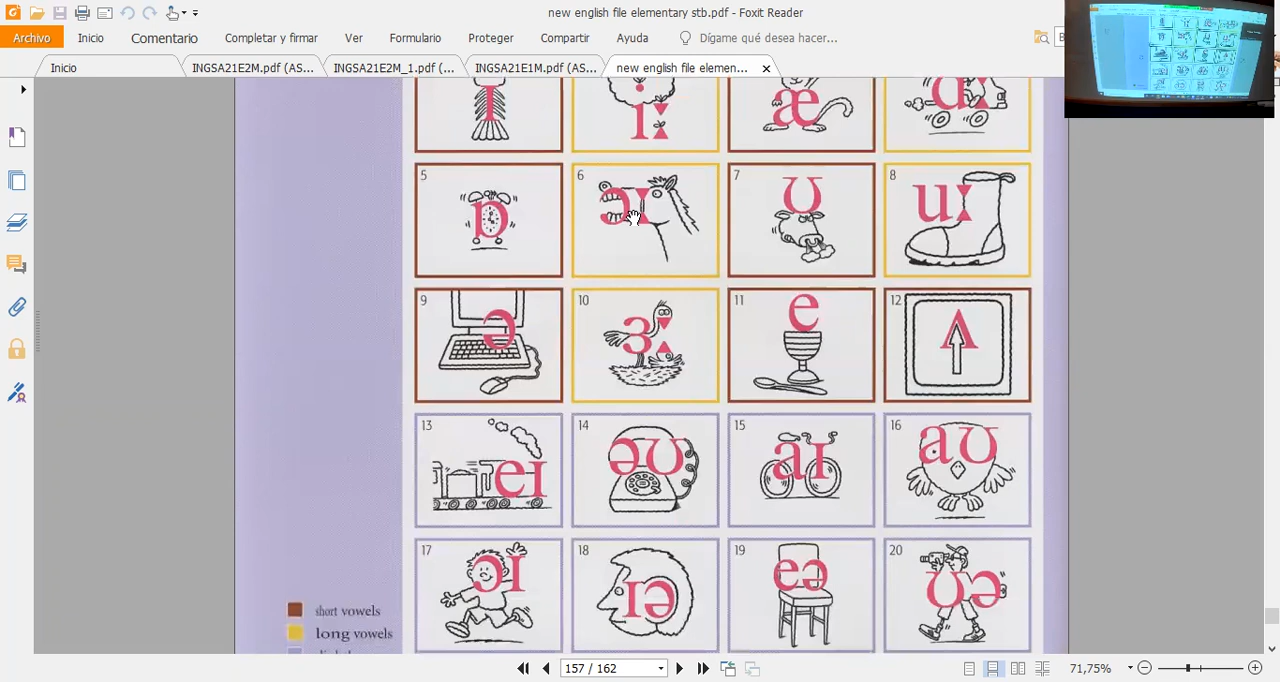 new english file elementary stb.pdf - Foxit Reader
Archivo Inicio Comentario Completar y firmar Ver Formulario Proteger Compartir Ayuda Dígame qué desea hacer...
Inicio INGSA21E2M.pdf (AS... INGSA21E2M_1.pdf (... INGSA21E1M.pdf (AS... new english file elemen...
ɪ iː æ ɑː
5 6 7 8
ɒ ɔː ʊ uː
9 10 11 12
ə ɜː e ʌ
13 14 15 16
eɪ əʊ aɪ aʊ
17 18 19 20
ɔɪ ɪə eə ʊə
short vowels
long vowels
157 / 162 71,75%